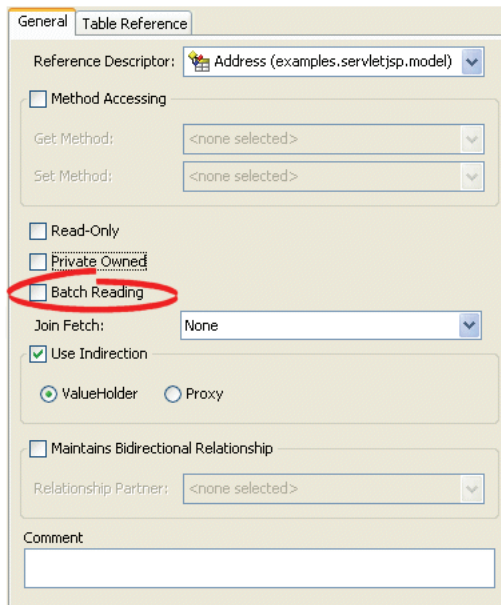 General Table Reference
Reference Descriptor: Address (examples.servletjsp.model)
Method Accessing
Get Method: <none selected>
Set Method: <none selected>
Read-Only
Private Owned
Batch Reading
Join Fetch: None
Use Indirection
ValueHolder Proxy
Maintains Bidirectional Relationship
Relationship Partner: <none selected>
Comment